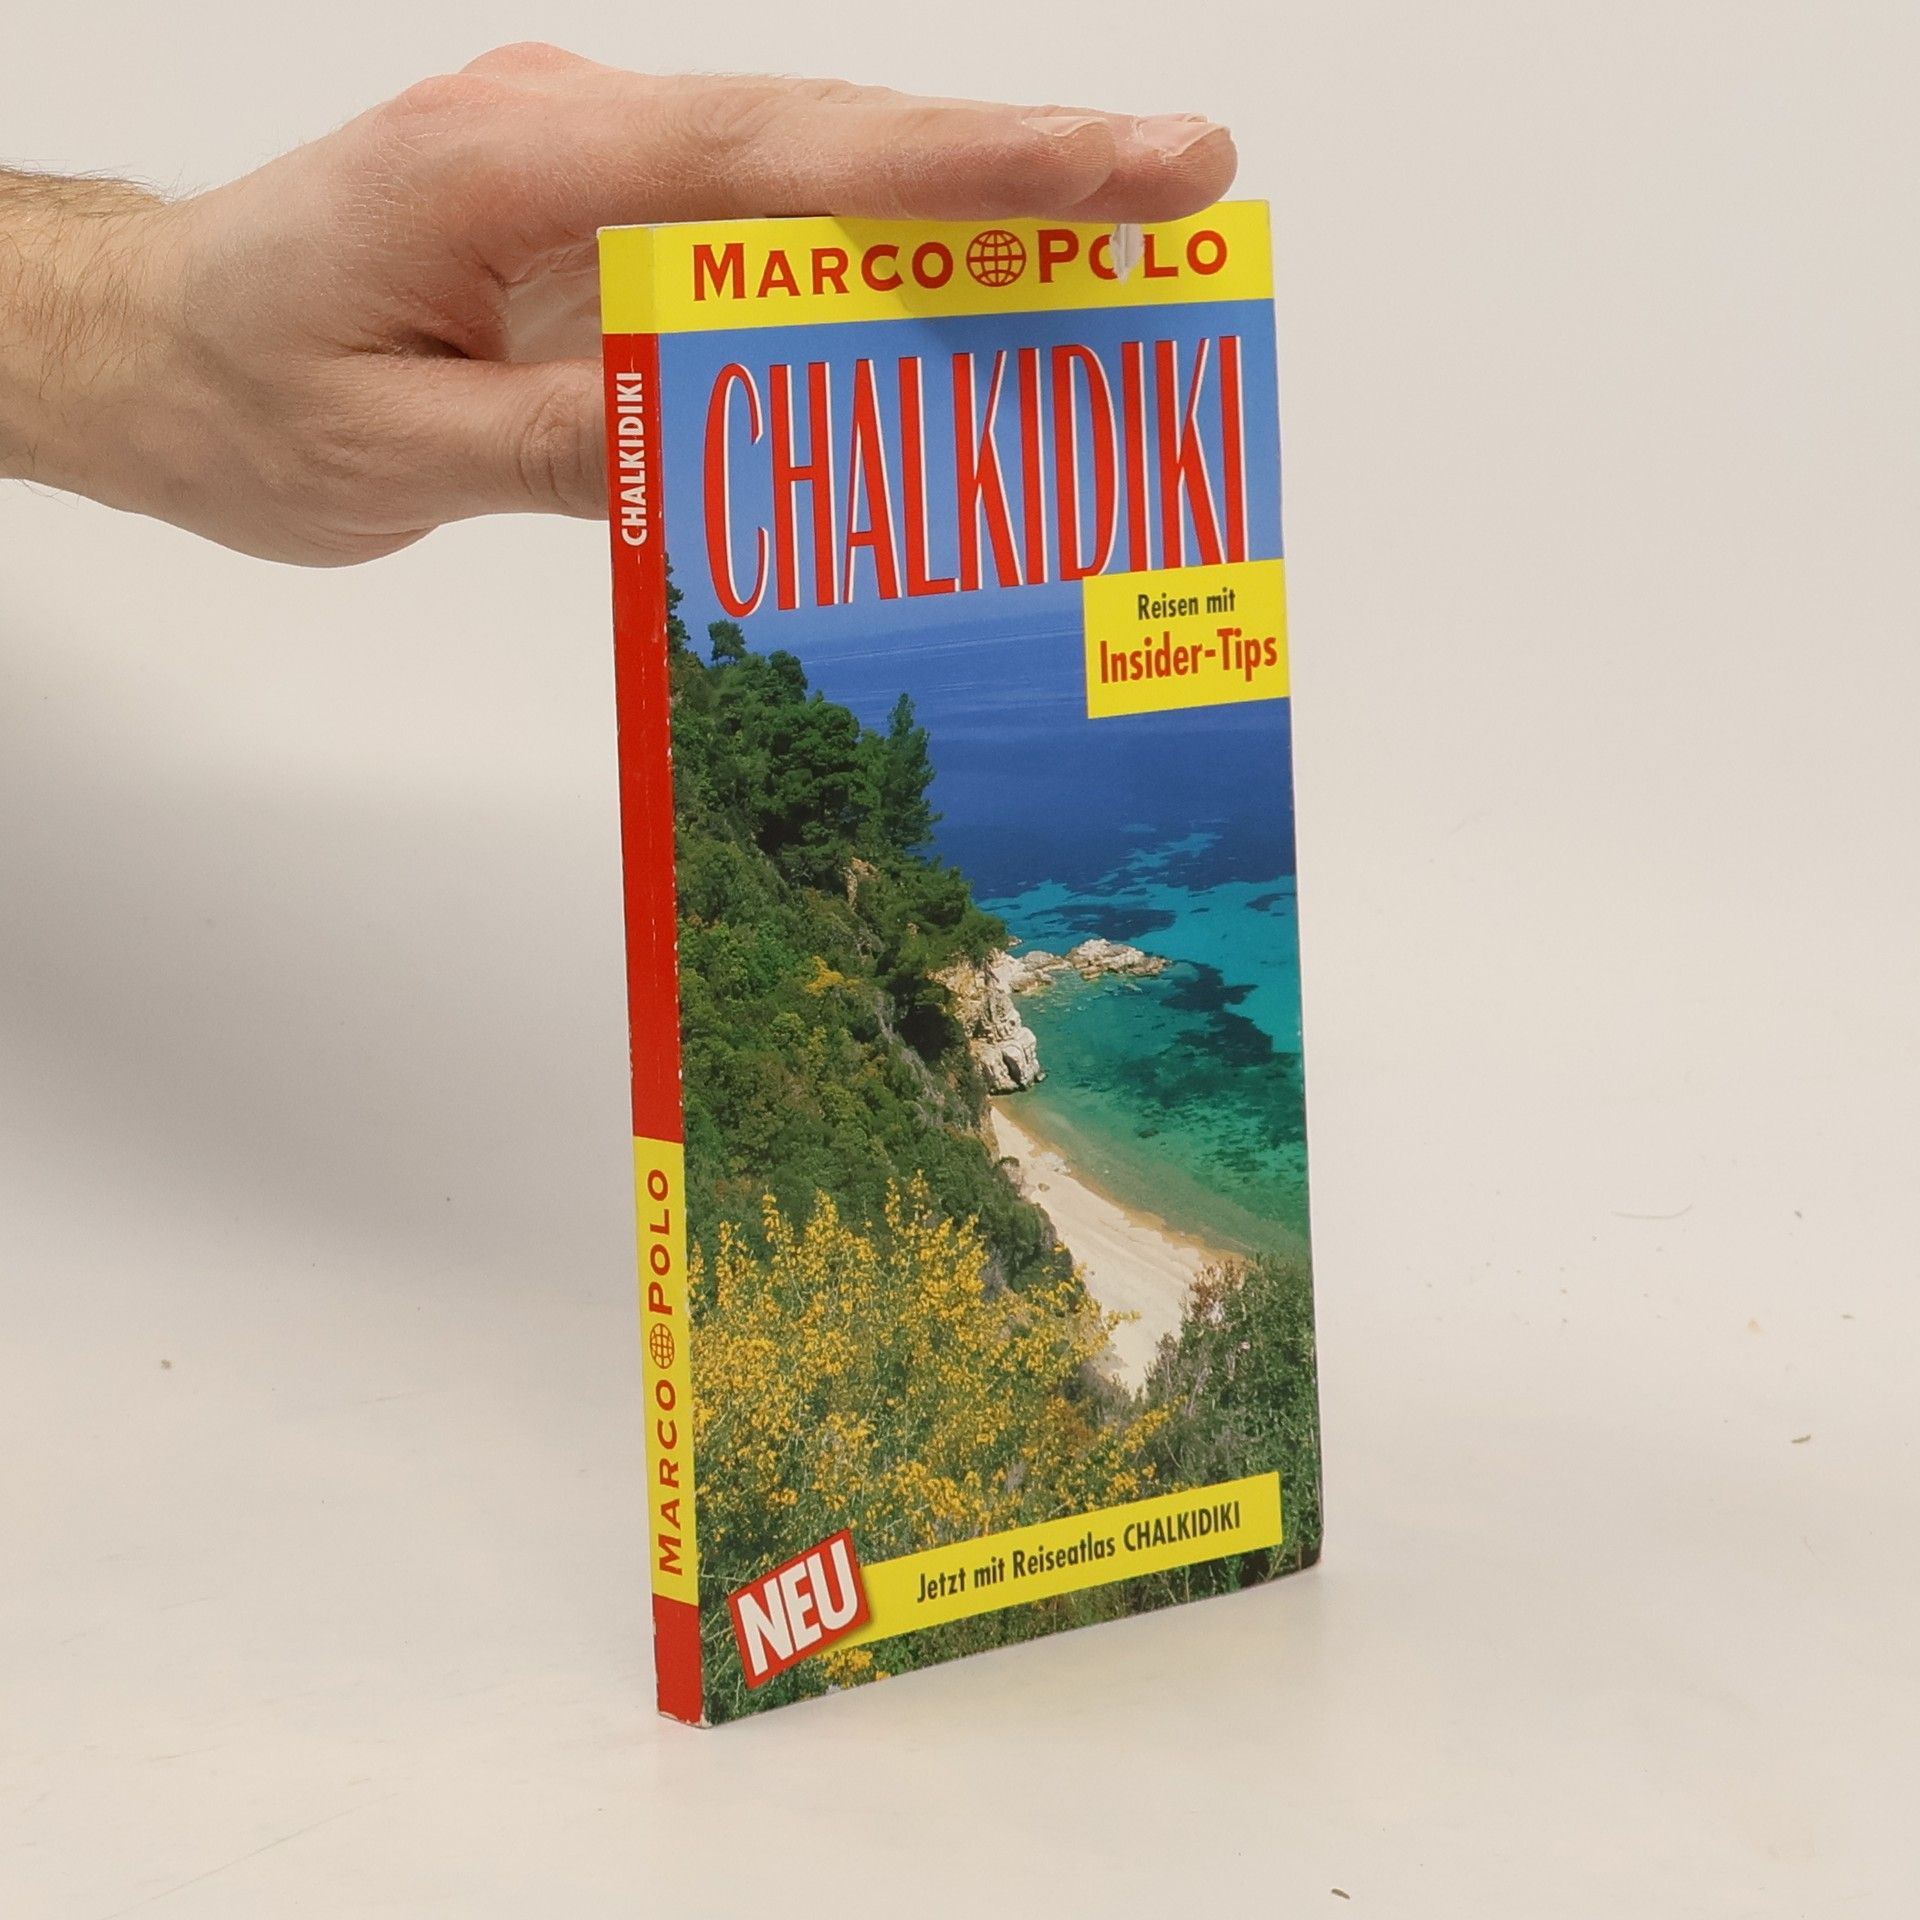 MARCO POLO
CHALKIDIKI
Reisen mit
Insider-Tips
NEU
Jetzt mit Reiseatlas CHALKIDIKI
CHALKIDIKI
MARCO POLO